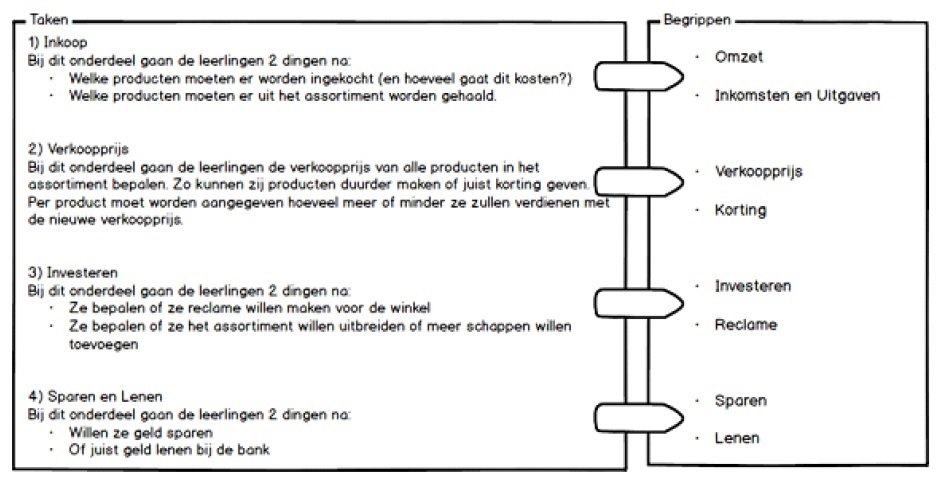 Taken
1) Inkoop
Bij dit onderdeel gaan de leerlingen 2 dingen na:
· Welke producten moeten er worden ingekocht (en hoeveel gaat dit kosten?)
· Welke producten moeten er uit het assortiment worden gehaald.
2) Verkoopprijs
Bij dit onderdeel gaan de leerlingen de verkoopprijs van alle producten in het
assortiment bepalen. Zo kunnen zij producten duurder maken of juist korting geven.
Per product moet worden aangegeven hoeveel meer of minder ze zullen verdienen met
de nieuwe verkoopprijs.
3) Investeren
Bij dit onderdeel gaan de leerlingen 2 dingen na:
· Ze bepalen of ze reclame willen maken voor de winkel
· Ze bepalen of ze het assortiment willen uitbreiden of meer schappen willen
toevoegen
4) Sparen en Lenen
Bij dit onderdeel gaan de leerlingen 2 dingen na:
· Willen ze geld sparen
· Of juist geld lenen bij de bank
Begrippen
· Omzet
· Inkomsten en Uitgaven
· Verkoopprijs
· Korting
· Investeren
· Reclame
· Sparen
· Lenen